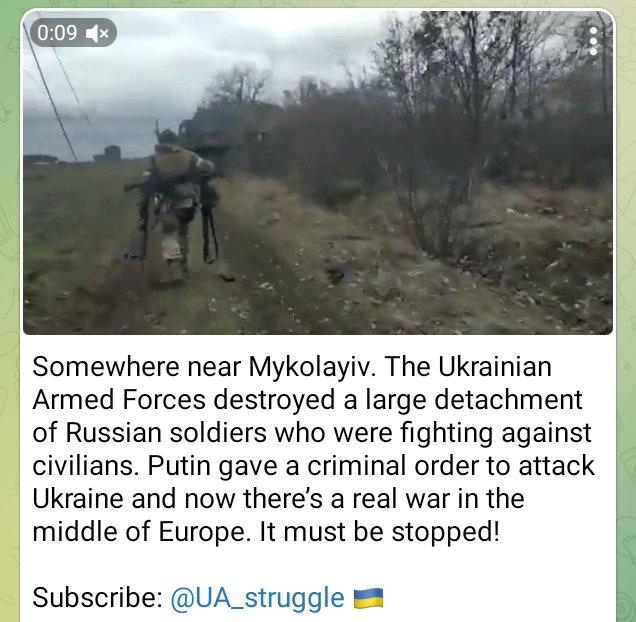 0:09
Somewhere near Mykolayiv. The Ukrainian
Armed Forces destroyed a large detachment
of Russian soldiers who were fighting against
civilians. Putin gave a criminal order to attack
Ukraine and now there's a real war in the
middle of Europe. It must be stopped!
Subscribe: @UA_struggle 🇺🇦